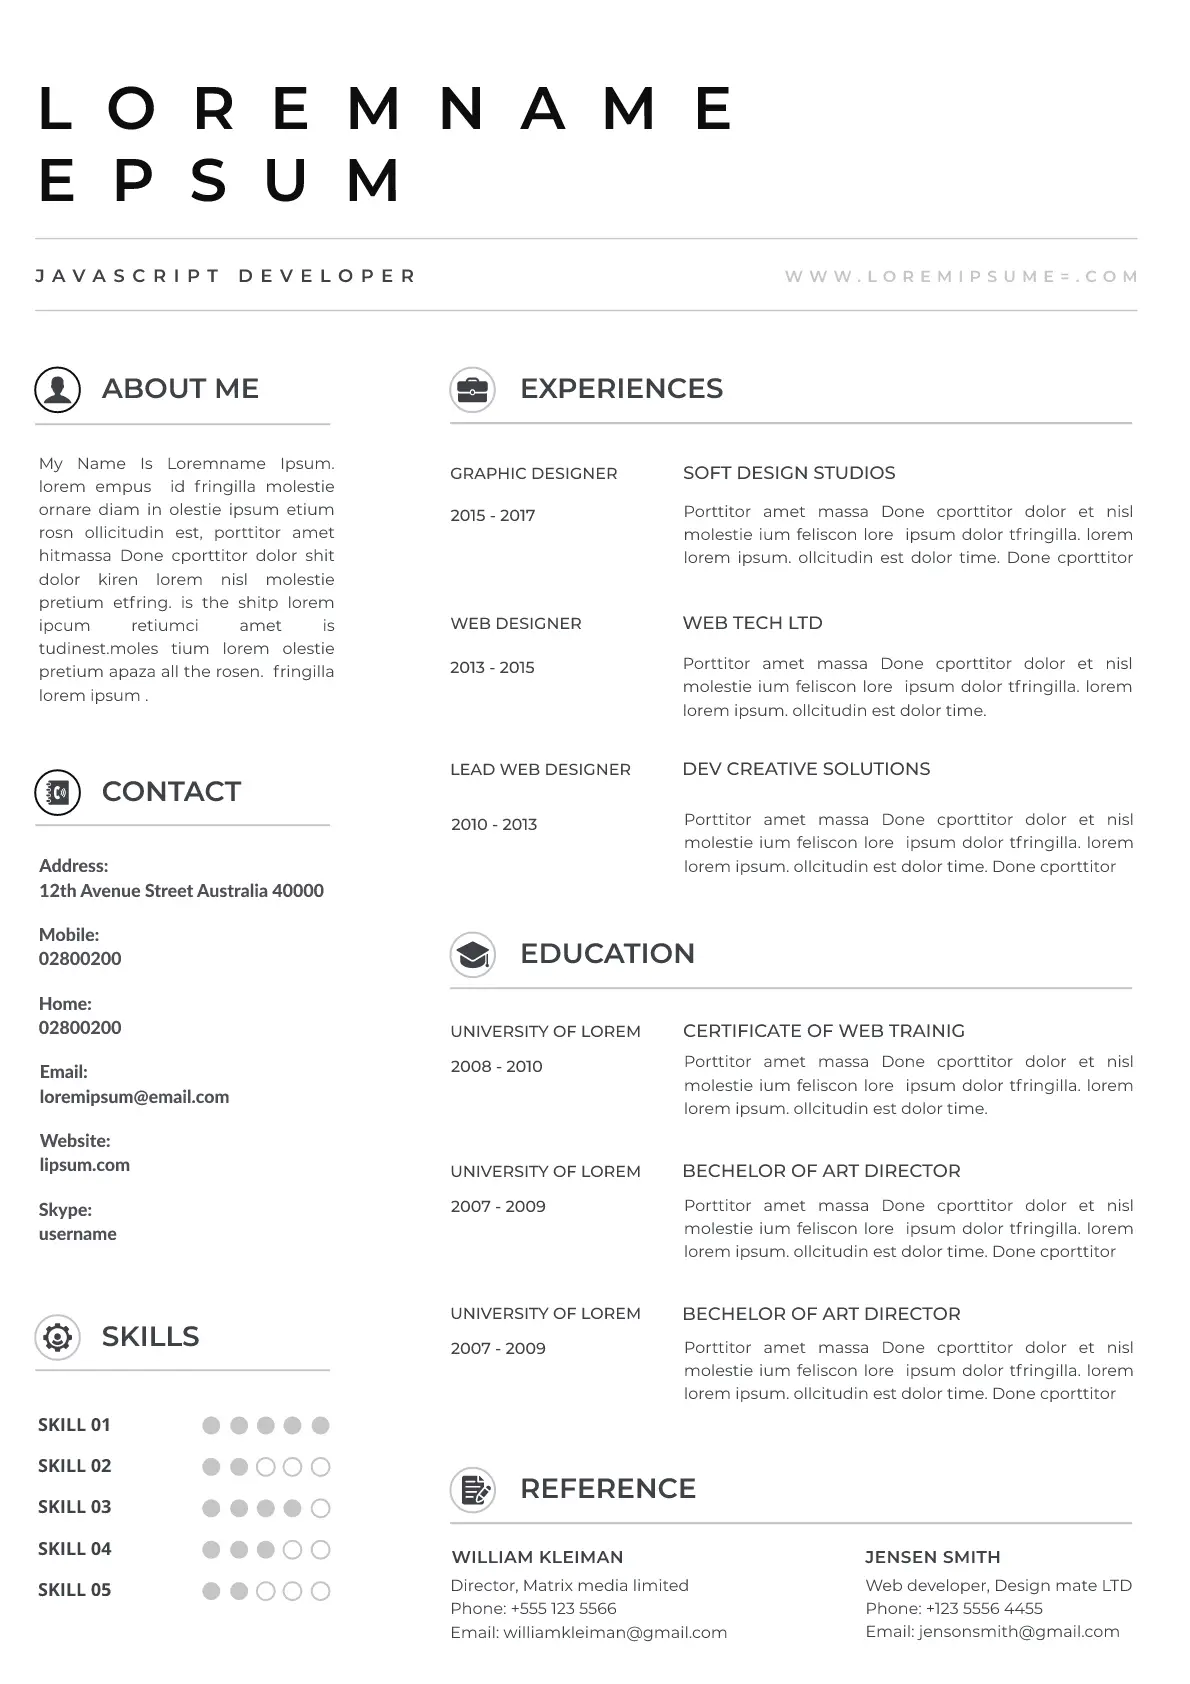 LOREMNAME
EPSUM
JAVASCRIPT DEVELOPER
WWW.LOREMIPSUME=.COM
ABOUT ME
My Name Is Loremname Ipsum.
lorem empus id fringilla molestie
ornare diam in olestie ipsum etium
rosn ollicitudin est, porttitor amet
hitmassa Done cporttitor dolor shit
dolor kiren lorem nisl molestie
pretium etfring. is the shitp lorem
ipcum retiumci amet is
tudinest.moles tium lorem olestie
pretium apaza all the rosen. fringilla
lorem ipsum .
CONTACT
Address:
12th Avenue Street Australia 40000
Mobile:
02800200
Home:
02800200
Email:
loremipsum@email.com
Website:
lipsum.com
Skype:
username
SKILLS
SKILL 01
SKILL 02
SKILL 03
SKILL 04
SKILL 05
EXPERIENCES
GRAPHIC DESIGNER
2015 - 2017
SOFT DESIGN STUDIOS
Porttitor amet massa Done cporttitor dolor et nisl
molestie ium feliscon lore ipsum dolor tfringilla. lorem
lorem ipsum. ollcitudin est dolor time. Done cporttitor
WEB DESIGNER
2013 - 2015
WEB TECH LTD
Porttitor amet massa Done cporttitor dolor et nisl
molestie ium feliscon lore ipsum dolor tfringilla. lorem
lorem ipsum. ollcitudin est dolor time.
LEAD WEB DESIGNER
2010 - 2013
DEV CREATIVE SOLUTIONS
Porttitor amet massa Done cporttitor dolor et nisl
molestie ium feliscon lore ipsum dolor tfringilla. lorem
lorem ipsum. ollcitudin est dolor time. Done cporttitor
EDUCATION
UNIVERSITY OF LOREM
2008 - 2010
CERTIFICATE OF WEB TRAINIG
Porttitor amet massa Done cporttitor dolor et nisl
molestie ium feliscon lore ipsum dolor tfringilla. lorem
lorem ipsum. ollcitudin est dolor time.
UNIVERSITY OF LOREM
2007 - 2009
BECHELOR OF ART DIRECTOR
Porttitor amet massa Done cporttitor dolor et nisl
molestie ium feliscon lore ipsum dolor tfringilla. lorem
lorem ipsum. ollcitudin est dolor time. Done cporttitor
UNIVERSITY OF LOREM
2007 - 2009
BECHELOR OF ART DIRECTOR
Porttitor amet massa Done cporttitor dolor et nisl
molestie ium feliscon lore ipsum dolor tfringilla. lorem
lorem ipsum. ollcitudin est dolor time. Done cporttitor
REFERENCE
WILLIAM KLEIMAN
Director, Matrix media limited
Phone: +555 123 5566
Email: williamkleiman@gmail.com
JENSEN SMITH
Web developer, Design mate LTD
Phone: +123 5556 4455
Email: jensonsmith@gmail.com